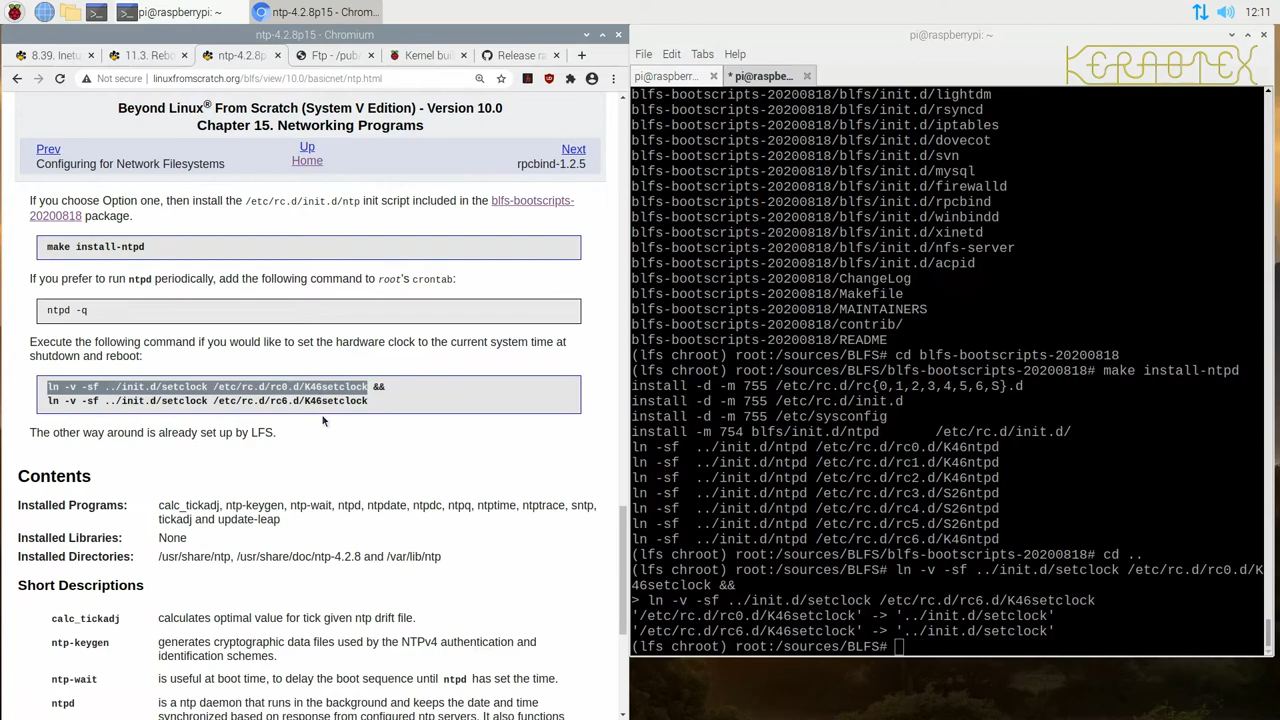 pi@raspberrypi: ~
ntp-4.2.8p15 - Chrom...
12:11
ntp-4.2.8p15 - Chromium
8.39. Inetu
11.3. Rebo
ntp-4.2.8p
Ftp - /pub/
Kernel buil
Release ra
Not secure
linuxfromscratch.org/blfs/view/10.0/basicnet/ntp.html
Beyond Linux® From Scratch (System V Edition) - Version 10.0
Chapter 15. Networking Programs
Prev
Up
Next
Configuring for Network Filesystems
Home
rpcbind-1.2.5
If you choose Option one, then install the /etc/rc.d/init.d/ntp init script included in the blfs-bootscripts-
20200818 package.
make install-ntpd
If you prefer to run ntpd periodically, add the following command to root's crontab:
ntpd -q
Execute the following command if you would like to set the hardware clock to the current system time at
shutdown and reboot:
ln -v -sf ../init.d/setclock /etc/rc.d/rc0.d/K46setclock &&
ln -v -sf ../init.d/setclock /etc/rc.d/rc6.d/K46setclock
The other way around is already set up by LFS.
Contents
Installed Programs: calc_tickadj, ntp-keygen, ntp-wait, ntpd, ntpdate, ntpdc, ntpq, ntptime, ntptrace, sntp,
tickadj and update-leap
Installed Libraries: None
Installed Directories: /usr/share/ntp, /usr/share/doc/ntp-4.2.8 and /var/lib/ntp
Short Descriptions
calc_tickadj calculates optimal value for tick given ntp drift file.
ntp-keygen generates cryptographic data files used by the NTPv4 authentication and
identification schemes.
ntp-wait is useful at boot time, to delay the boot sequence until ntpd has set the time.
ntpd is a ntp daemon that runs in the background and keeps the date and time
synchronized based on response from configured ntp servers. It also functions
pi@raspberrypi: ~
File Edit Tabs Help
KERNOTEX
pi@raspberr...
* pi@raspbe...
blfs-bootscripts-20200818/blfs/init.d/lightdm
blfs-bootscripts-20200818/blfs/init.d/rsyncd
blfs-bootscripts-20200818/blfs/init.d/iptables
blfs-bootscripts-20200818/blfs/init.d/dovecot
blfs-bootscripts-20200818/blfs/init.d/svn
blfs-bootscripts-20200818/blfs/init.d/mysql
blfs-bootscripts-20200818/blfs/init.d/firewalld
blfs-bootscripts-20200818/blfs/init.d/rpcbind
blfs-bootscripts-20200818/blfs/init.d/winbindd
blfs-bootscripts-20200818/blfs/init.d/xinetd
blfs-bootscripts-20200818/blfs/init.d/nfs-server
blfs-bootscripts-20200818/blfs/init.d/acpid
blfs-bootscripts-20200818/ChangeLog
blfs-bootscripts-20200818/Makefile
blfs-bootscripts-20200818/MAINTAINERS
blfs-bootscripts-20200818/contrib/
blfs-bootscripts-20200818/README
(lfs chroot) root:/sources/BLFS# cd blfs-bootscripts-20200818
(lfs chroot) root:/sources/BLFS/blfs-bootscripts-20200818# make install-ntpd
install -d -m 755 /etc/rc.d/rc{0,1,2,3,4,5,6,S}.d
install -d -m 755 /etc/rc.d/init.d
install -d -m 755 /etc/sysconfig
install -m 754 blfs/init.d/ntpd /etc/rc.d/init.d/
ln -sf ../init.d/ntpd /etc/rc.d/rc0.d/K46ntpd
ln -sf ../init.d/ntpd /etc/rc.d/rc1.d/K46ntpd
ln -sf ../init.d/ntpd /etc/rc.d/rc2.d/K46ntpd
ln -sf ../init.d/ntpd /etc/rc.d/rc3.d/S26ntpd
ln -sf ../init.d/ntpd /etc/rc.d/rc4.d/S26ntpd
ln -sf ../init.d/ntpd /etc/rc.d/rc5.d/S26ntpd
ln -sf ../init.d/ntpd /etc/rc.d/rc6.d/K46ntpd
(lfs chroot) root:/sources/BLFS/blfs-bootscripts-20200818# cd ..
(lfs chroot) root:/sources/BLFS# ln -v -sf ../init.d/setclock /etc/rc.d/rc0.d/K
46setclock &&
> ln -v -sf ../init.d/setclock /etc/rc.d/rc6.d/K46setclock
'/etc/rc.d/rc0.d/K46setclock' -> '../init.d/setclock'
'/etc/rc.d/rc6.d/K46setclock' -> '../init.d/setclock'
(lfs chroot) root:/sources/BLFS#